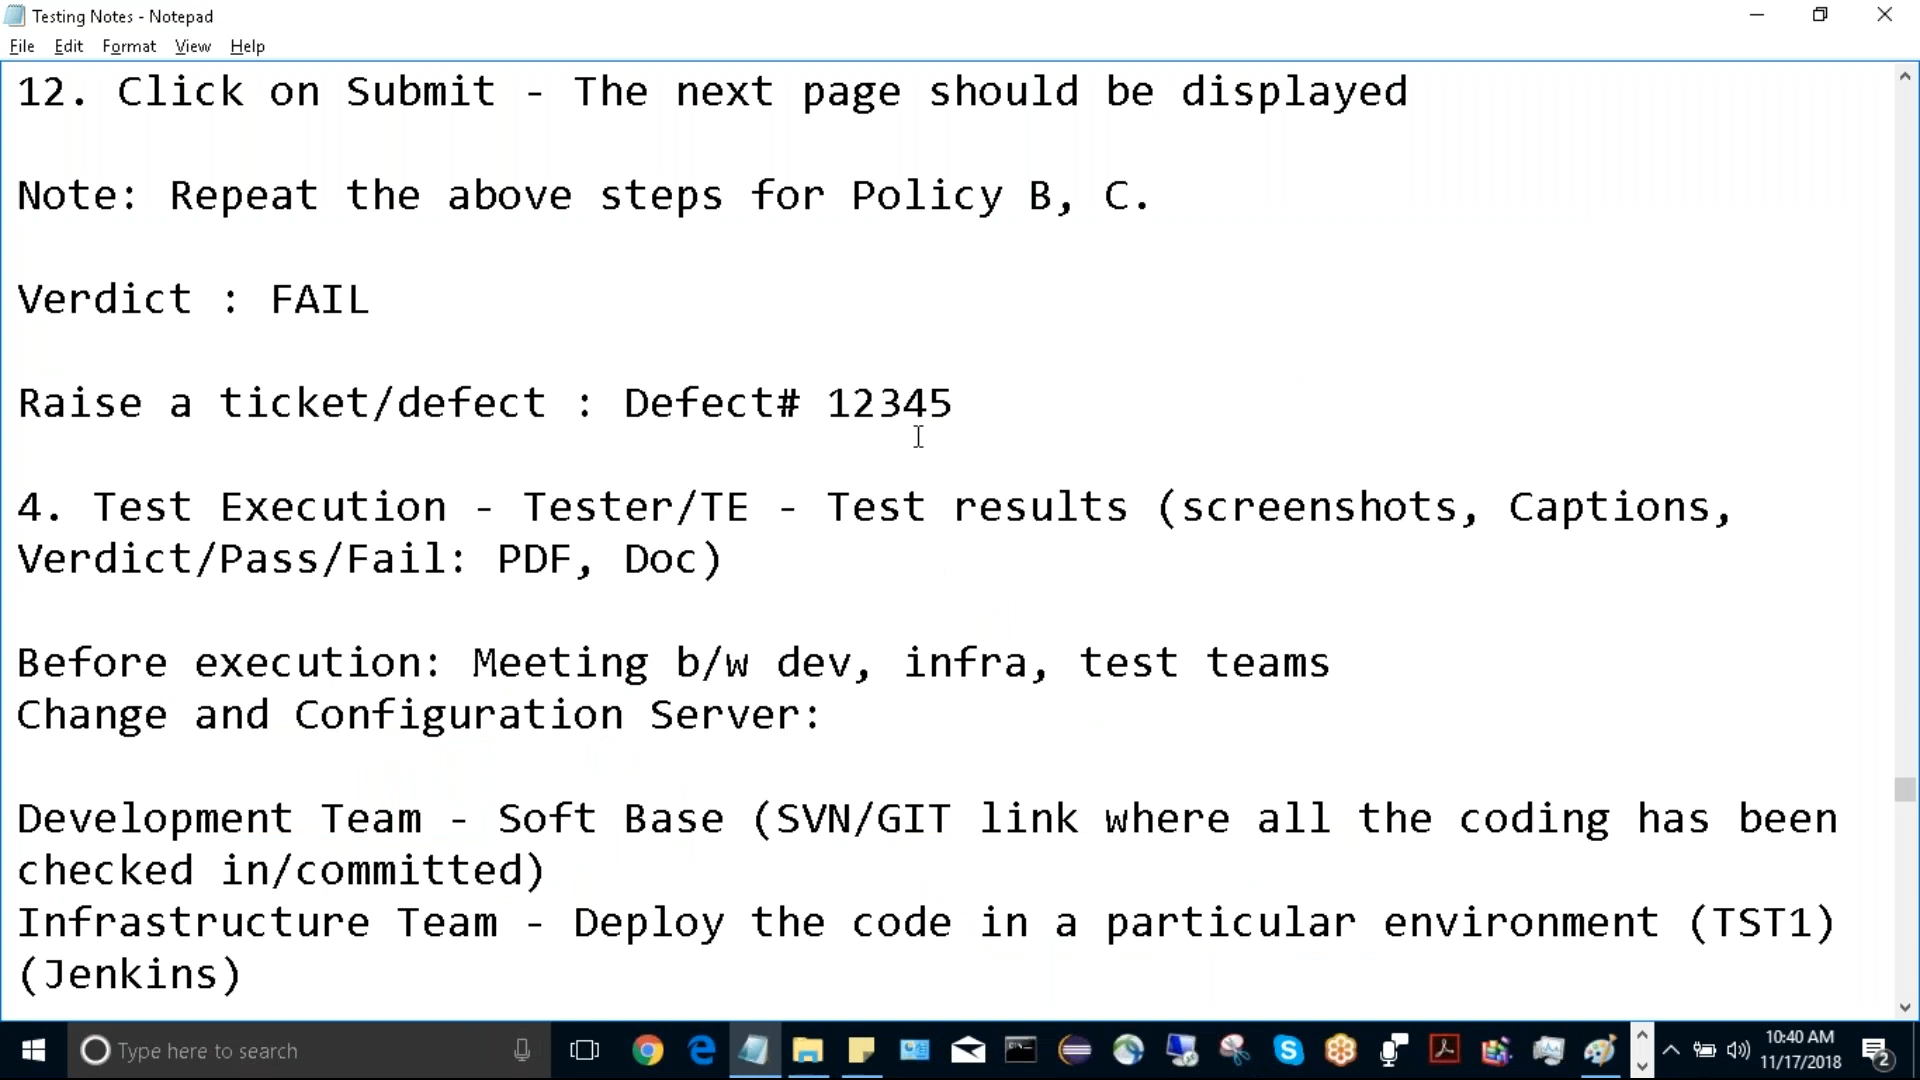 Testing Notes - Notepad
File Edit Format View Help
12. Click on Submit - The next page should be displayed
Note: Repeat the above steps for Policy B, C.
Verdict : FAIL
Raise a ticket/defect : Defect# 12345
4. Test Execution - Tester/TE - Test results (screenshots, Captions,
Verdict/Pass/Fail: PDF, Doc)
Before execution: Meeting b/w dev, infra, test teams
Change and Configuration Server:
Development Team - Soft Base (SVN/GIT link where all the coding has been
checked in/committed)
Infrastructure Team - Deploy the code in a particular environment (TST1)
(Jenkins)
Type here to search
10:40 AM
11/17/2018
2